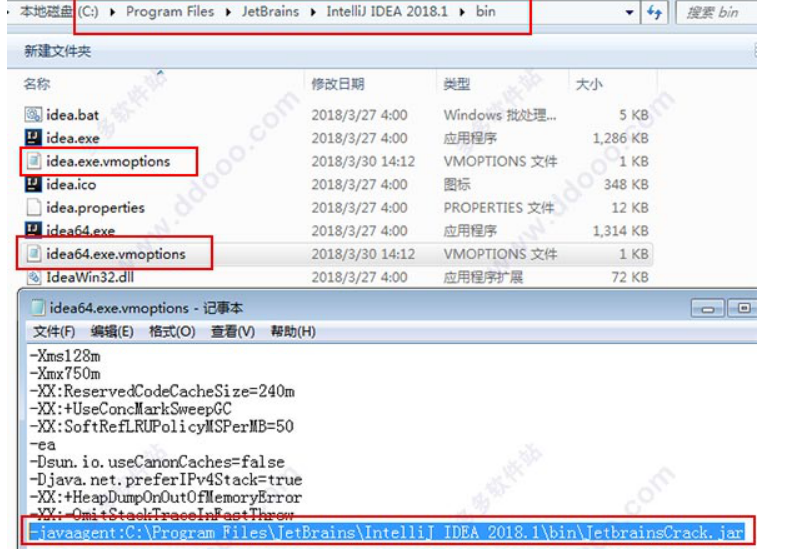 本地磁盘 (C:) ▸ Program Files ▸ JetBrains ▸ IntelliJ IDEA 2018.1 ▸ bin 搜索 bin
新建文件夹
名称 修改日期 类型 大小
idea.bat 2018/3/27 4:00 Windows 批处理... 5 KB
idea.exe 2018/3/27 4:00 应用程序 1,286 KB
idea.exe.vmoptions 2018/3/30 14:12 VMOPTIONS 文件 1 KB
idea.ico 2018/3/27 4:00 图标 348 KB
idea.properties 2018/3/27 4:00 PROPERTIES 文件 12 KB
idea64.exe 2018/3/27 4:00 应用程序 1,314 KB
idea64.exe.vmoptions 2018/3/30 14:12 VMOPTIONS 文件 1 KB
IdeaWin32.dll 2018/3/27 4:00 应用程序扩展 72 KB
idea64.exe.vmoptions - 记事本
文件(F) 编辑(E) 格式(O) 查看(V) 帮助(H)
-Xms128m
-Xmx750m
-XX:ReservedCodeCacheSize=240m
-XX:+UseConcMarkSweepGC
-XX:SoftRefLRUPolicyMSPerMB=50
-ea
-Dsun.io.useCanonCaches=false
-Djava.net.preferIPv4Stack=true
-XX:+HeapDumpOnOutOfMemoryError
-XX:-OmitStackTraceInFastThrow
-javaagent:C:\Program Files\JetBrains\IntelliJ IDEA 2018.1\bin\JetbrainsCrack.jar
www.ddooo.com
多多软件站